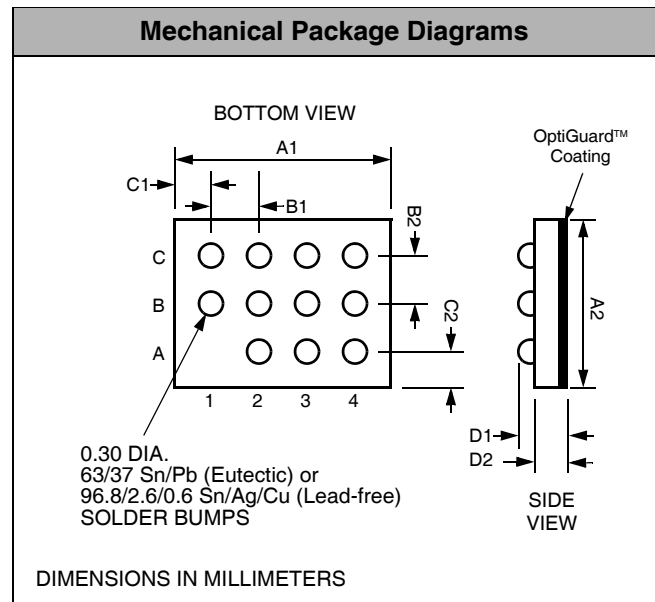 Mechanical Package Diagrams
BOTTOM VIEW
OptiGuard™
Coating
A1
C1
B1
B2
C
B
A
C2
A2
1 2 3 4
D1
D2
0.30 DIA.
63/37 Sn/Pb (Eutectic) or
96.8/2.6/0.6 Sn/Ag/Cu (Lead-free)
SOLDER BUMPS
SIDE
VIEW
DIMENSIONS IN MILLIMETERS